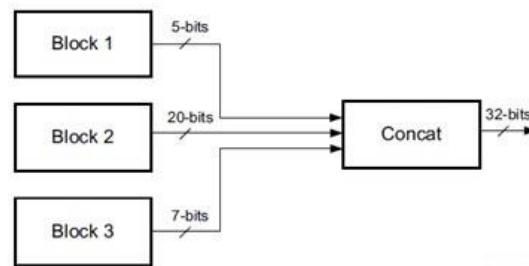 5-bits
Block 1
20-bits
Block 2
Concat
32-bits
7-bits
Block 3